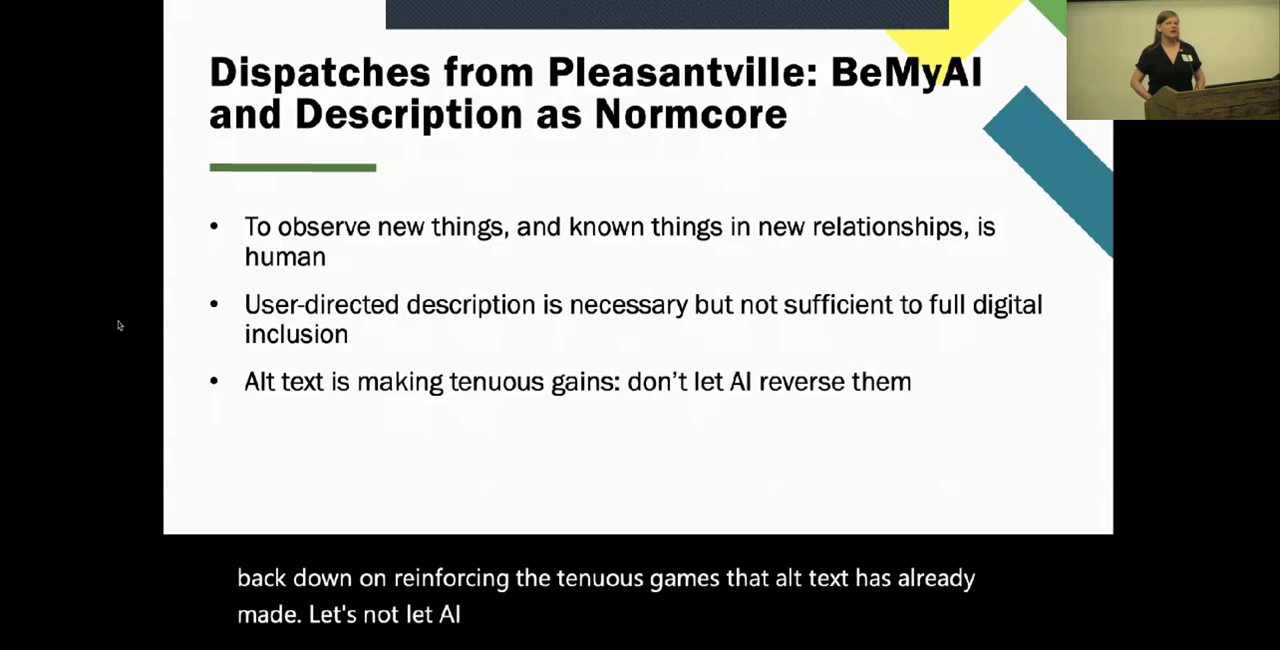 Dispatches from Pleasantville: BeMyAI
and Description as Normcore
• To observe new things, and known things in new relationships, is
human
• User-directed description is necessary but not sufficient to full digital
inclusion
• Alt text is making tenuous gains: don’t let AI reverse them
back down on reinforcing the tenuous games that alt text has already
made. Let's not let AI